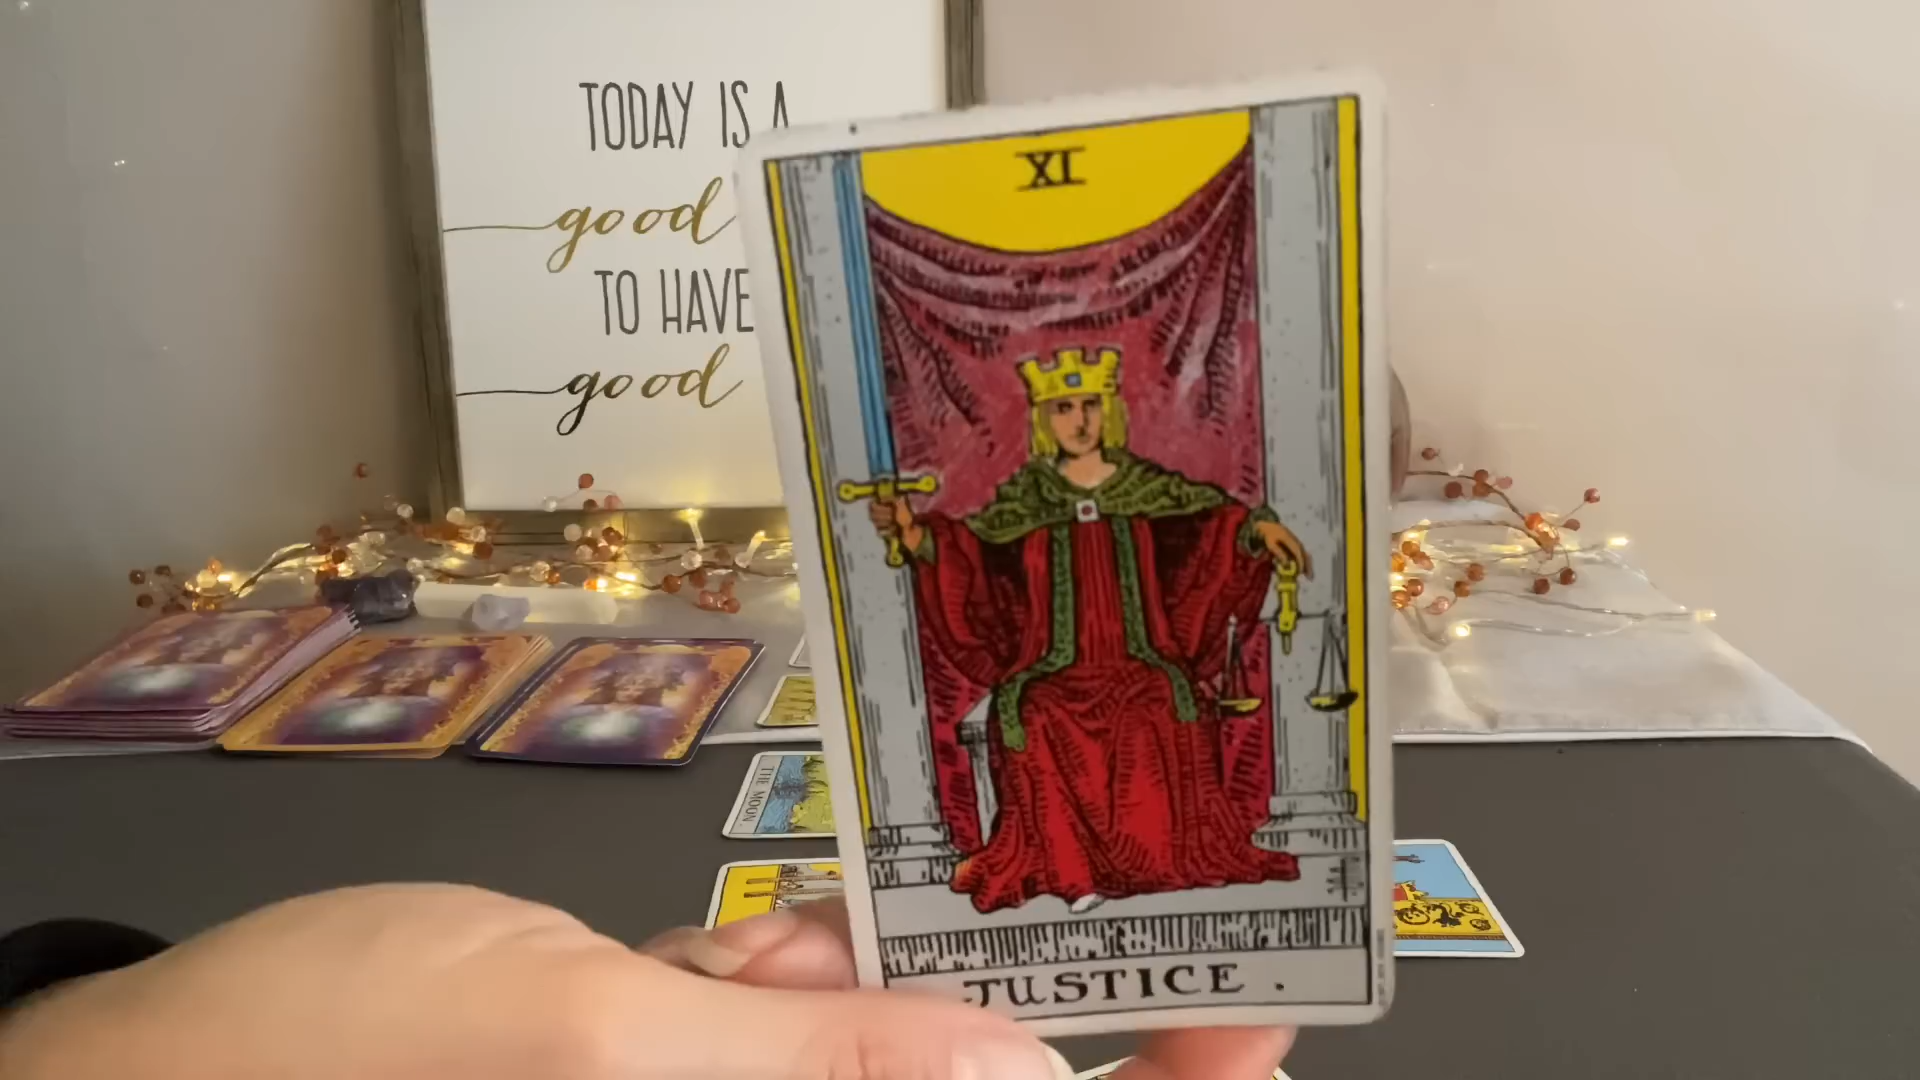 TODAY IS A
good
TO HAVE
good
XI
JUSTICE.
THE MOON.